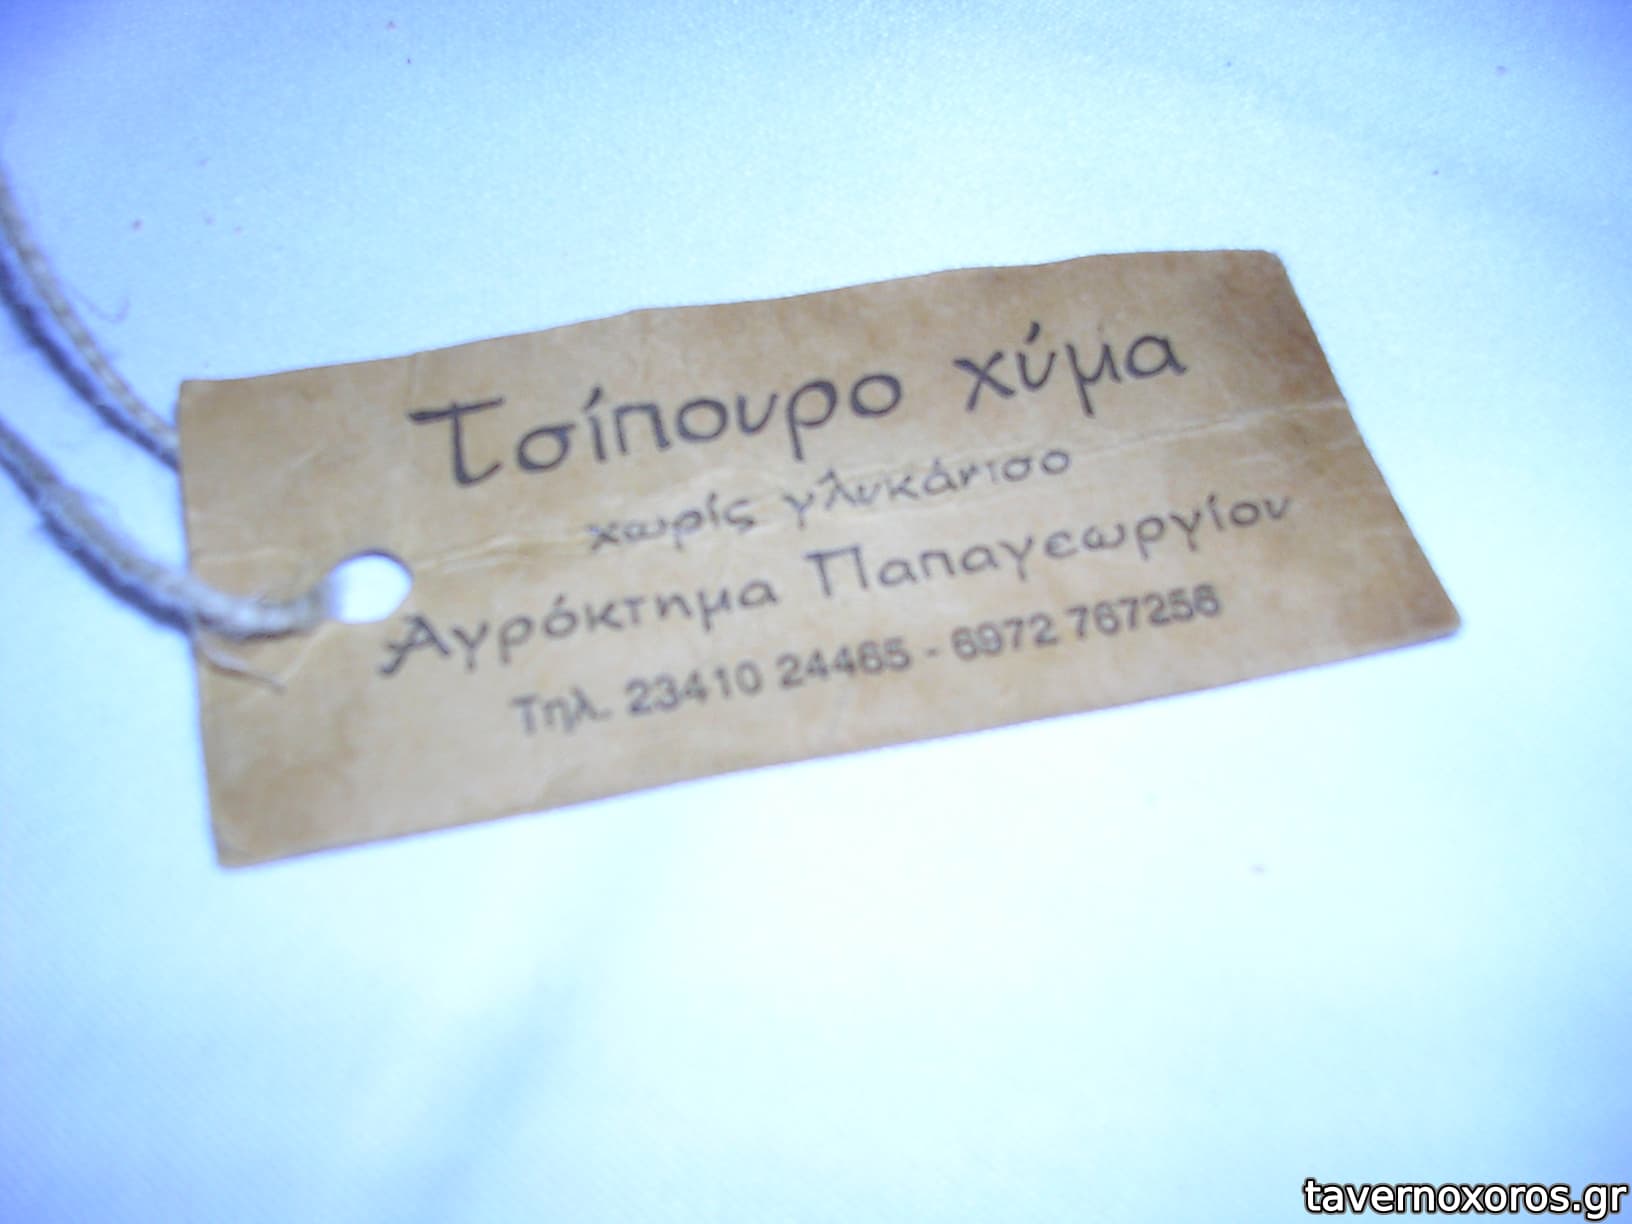 Τσίπουρο χύμα
χωρίς γλυκάνισο
Αγρόκτημα Παπαγεωργίου
Τηλ. 23410 24465 - 6972 767256
tavernoxoros.gr